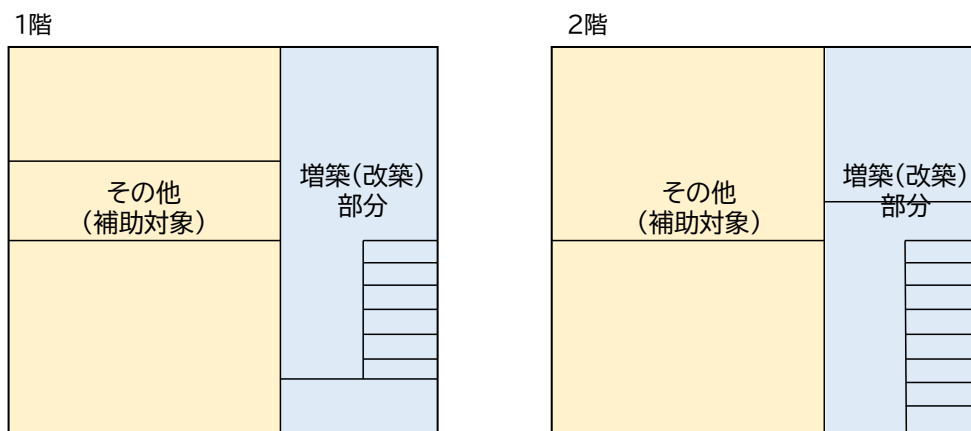 1階
その他
(補助対象)
増築(改築)
部分
2階
その他
(補助対象)
増築(改築)
部分